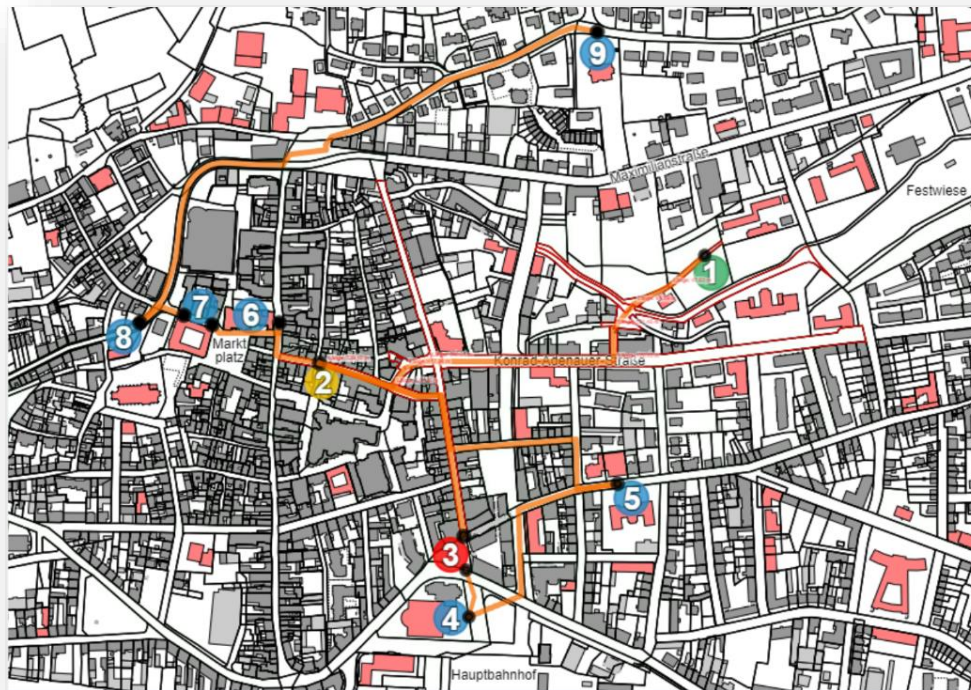 9
Maximilianstraße
Festwiese
1
7
6
8
Markt
platz
Konrad-Adenauer-Straße
2
5
3
4
Hauptbahnhof